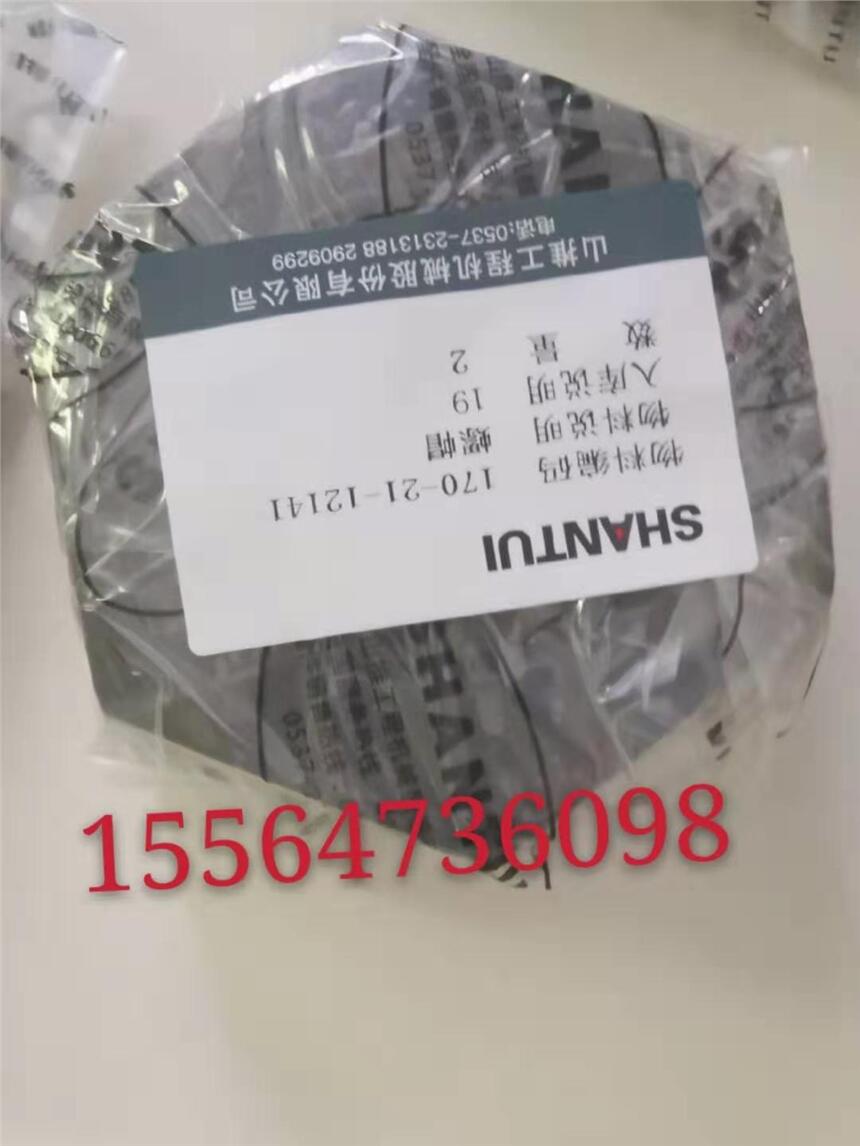 SHANTUI
物料编码 170-21-12141
物料说明 螺帽
入库说明 19
数 量 2
山推工程机械股份有限公司
电话:0537-2313188 2909299
15564736098